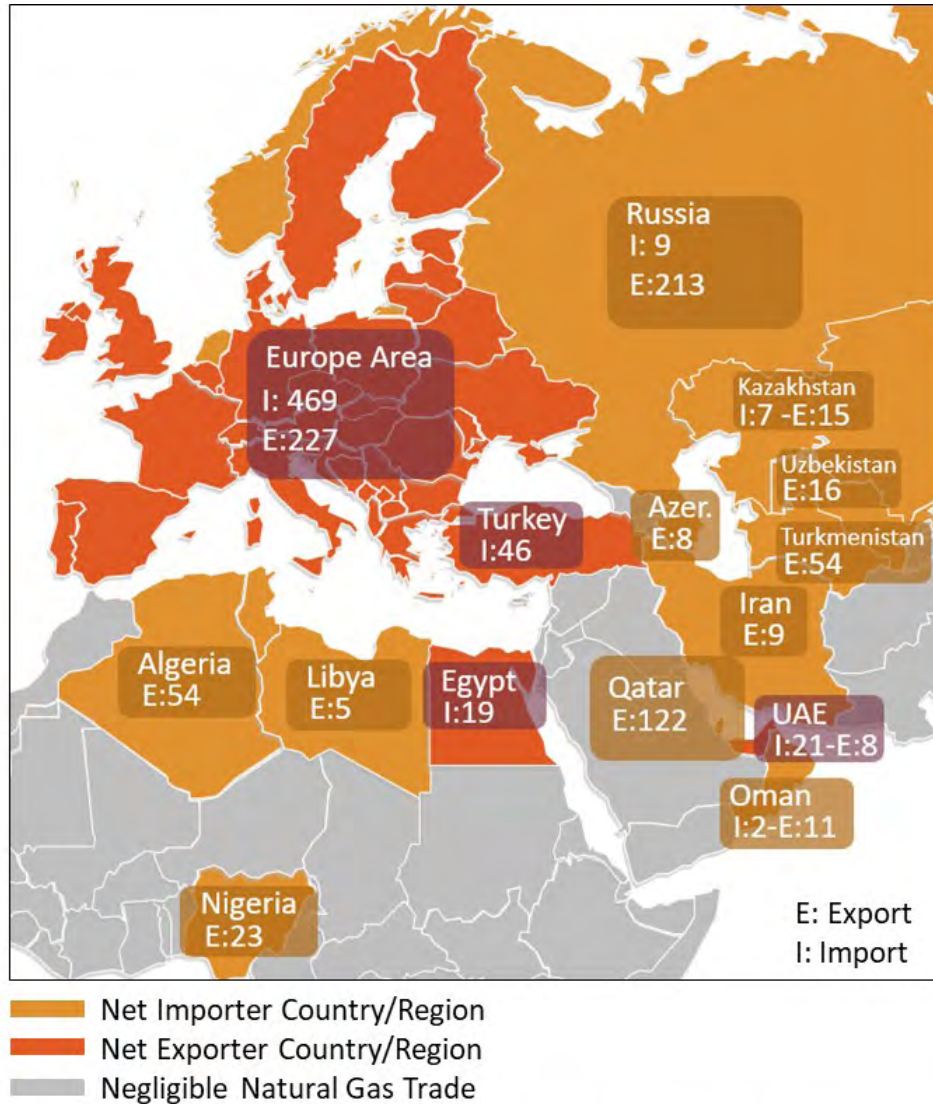 Russia
I: 9
E:213
Europe Area
I: 469
E:227
Kazakhstan
I:7 -E:15
Uzbekistan
E:16
Turkey
I:46
Azer.
E:8
Turkmenistan
E:54
Iran
E:9
Algeria
E:54
Libya
E:5
Egypt
I:19
Qatar
E:122
UAE
I:21-E:8
Oman
I:2-E:11
Nigeria
E:23
E: Export
I: Import
Net Importer Country/Region
Net Exporter Country/Region
Negligible Natural Gas Trade